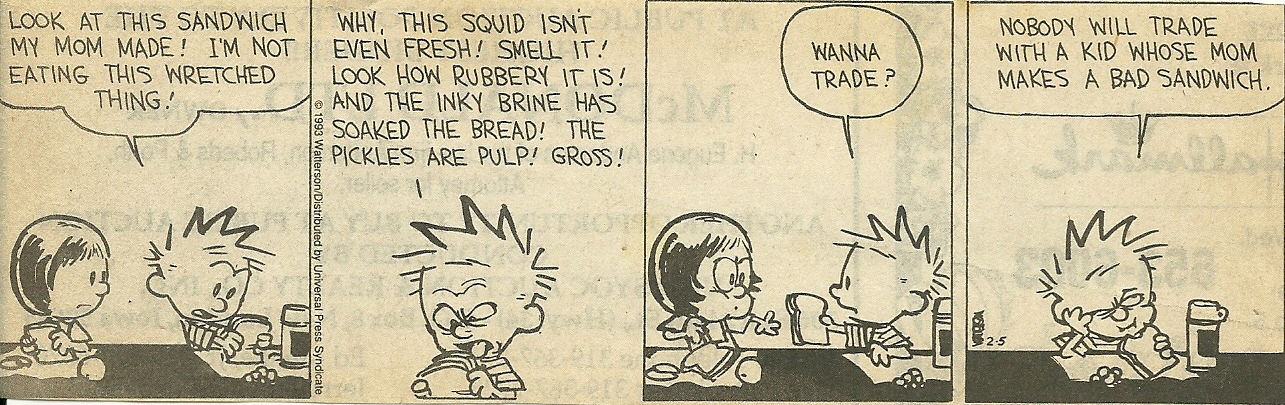 LOOK AT THIS SANDWICH
MY MOM MADE! I'M NOT
EATING THIS WRETCHED
THING!
© 1993 Watterson/Distributed by Universal Press Syndicate
WHY, THIS SQUID ISN'T
EVEN FRESH! SMELL IT!
LOOK HOW RUBBERY IT IS!
AND THE INKY BRINE HAS
SOAKED THE BREAD! THE
PICKLES ARE PULP! GROSS!
WANNA
TRADE?
NOBODY WILL TRADE
WITH A KID WHOSE MOM
MAKES A BAD SANDWICH.
WATTERSON
2-5